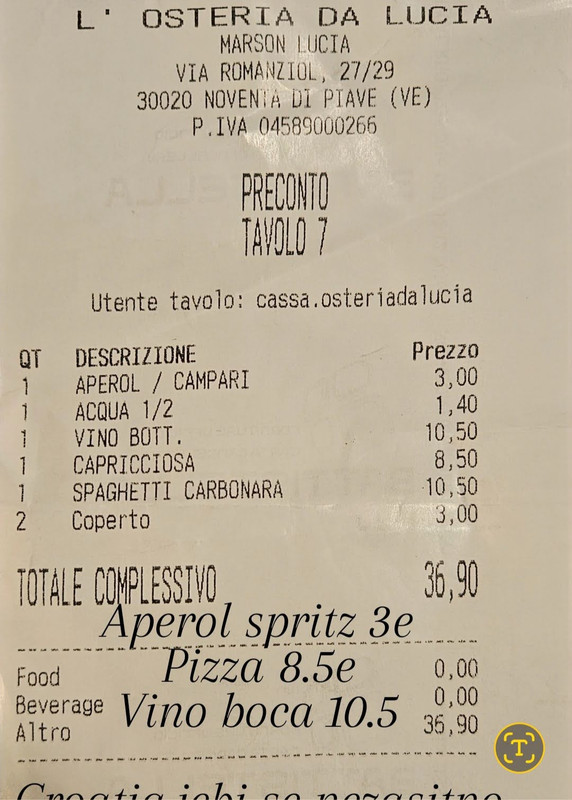 L' OSTERIA DA LUCIA
MARSON LUCIA
VIA ROMANZIOL, 27/29
30020 NOVENTA DI PIAVE (VE)
P.IVA 04589000266
PRECONTO
TAVOLO 7
Utente tavolo: cassa.osteriadalucia
QT DESCRIZIONE Prezzo
1 APEROL / CAMPARI 3,00
1 ACQUA 1/2 1,40
1 VINO BOTT. 10,50
1 CAPRICCIOSA 8,50
1 SPAGHETTI CARBONARA 10,50
2 Coperto 3,00
TOTALE COMPLESSIVO 36,90
Aperol spritz 3e
Food 0,00
Pizza 8.5e
Beverage 0,00
Vino boca 10.5
Altro 36,90
Croatia jebi se nezasitno